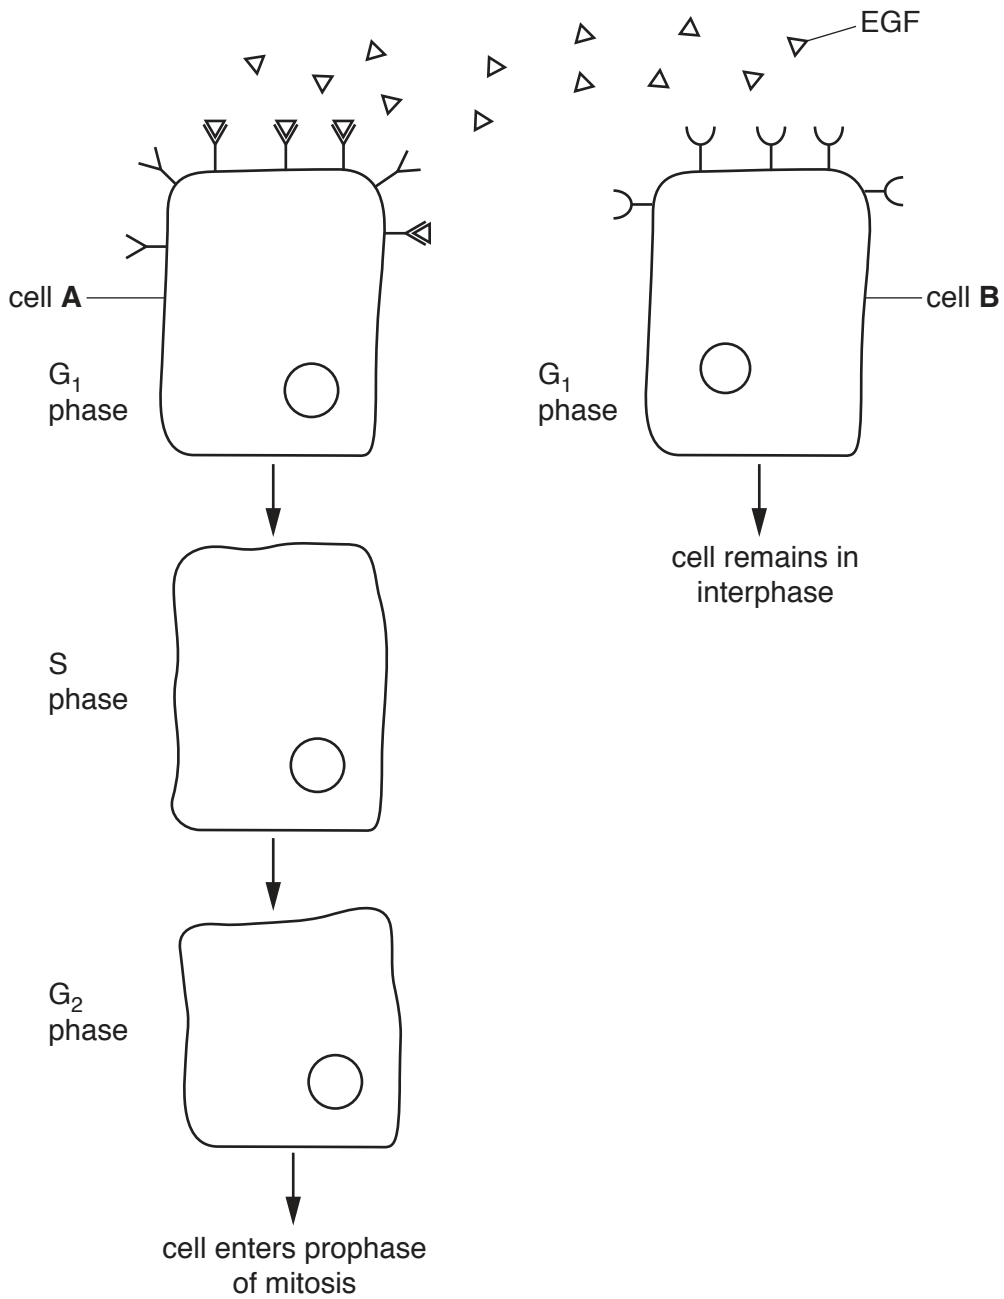 EGF
cell A
cell B
G₁
phase
G₁
phase
cell remains in
interphase
S
phase
G₂
phase
cell enters prophase
of mitosis